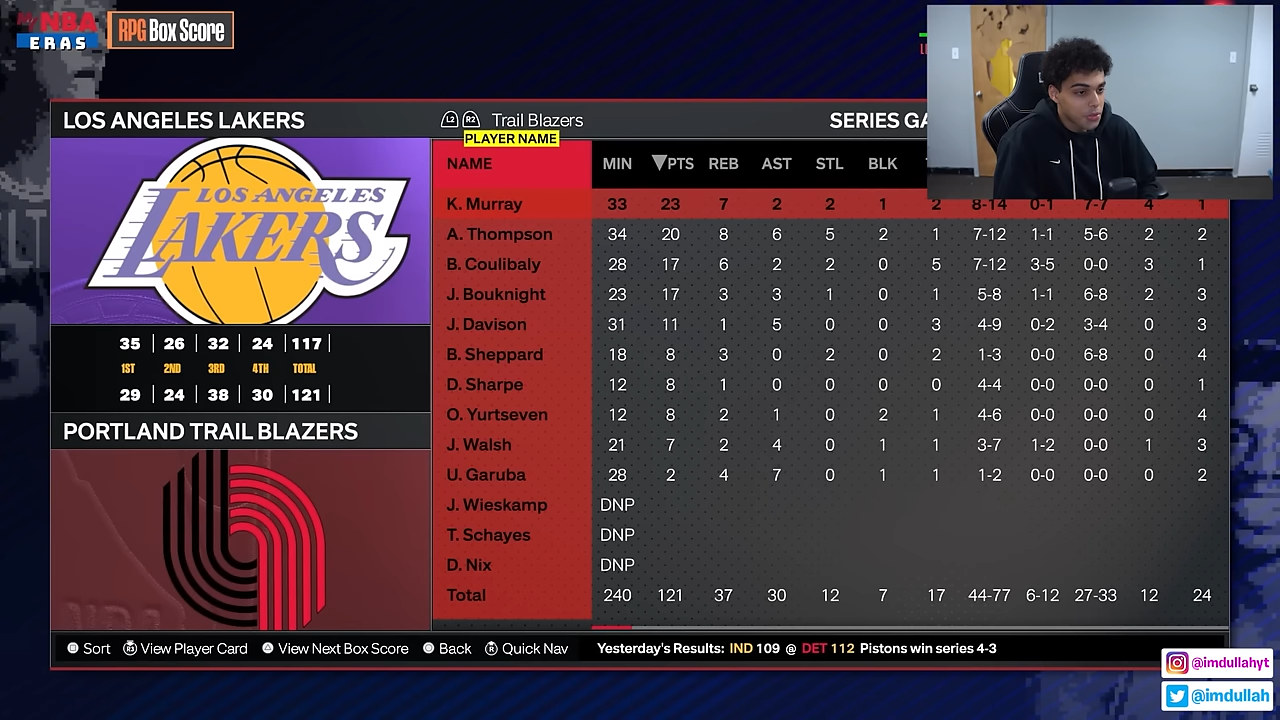 NBA
ERAS
RPG Box Score
LOS ANGELES LAKERS
L2 R2 Trail Blazers
SERIES GA
PLAYER NAME
NAME MIN PTS REB AST STL BLK
LOS ANGELES
LAKERS
K. Murray 33 23 7 2 2 1 2 8-14 0-1 7-7 4 1
A. Thompson 34 20 8 6 5 2 1 7-12 1-1 5-6 2 2
B. Coulibaly 28 17 6 2 2 0 5 7-12 3-5 0-0 3 1
J. Bouknight 23 17 3 3 1 0 1 5-8 1-1 6-8 2 3
J. Davison 31 11 1 5 0 0 3 4-9 0-2 3-4 0 3
B. Sheppard 18 8 3 0 2 0 2 1-3 0-0 6-8 0 4
D. Sharpe 12 8 1 0 0 0 0 4-4 0-0 0-0 0 1
O. Yurtseven 12 8 2 1 0 2 1 4-6 0-0 0-0 0 4
J. Walsh 21 7 2 4 0 1 1 3-7 1-2 0-0 1 3
U. Garuba 28 2 4 7 0 1 1 1-2 0-0 0-0 0 2
J. Wieskamp DNP
T. Schayes DNP
D. Nix DNP
Total 240 121 37 30 12 7 17 44-77 6-12 27-33 12 24
35 26 32 24 117
1ST 2ND 3RD 4TH TOTAL
29 24 38 30 121
PORTLAND TRAIL BLAZERS
Sort View Player Card View Next Box Score Back Quick Nav Yesterday's Results: IND 109 @ DET 112 Pistons win series 4-3
@imdullahyt
@imdullah